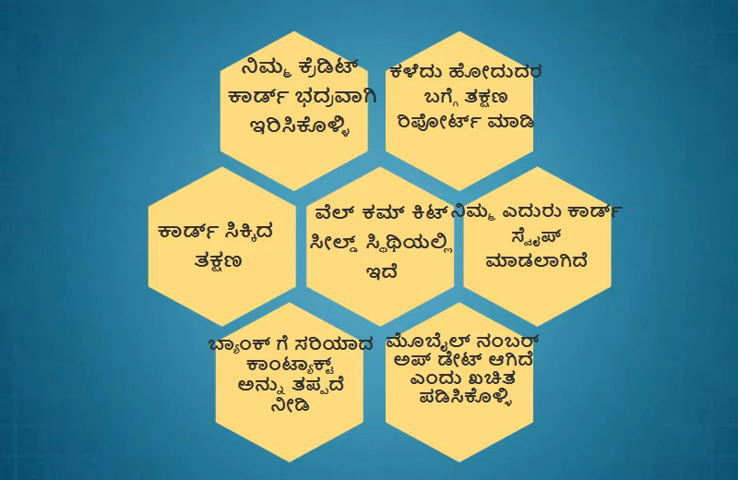 ನಿಮ್ಮ ಕ್ರೆಡಿಟ್
ಕಾರ್ಡ್ ಭದ್ರವಾಗಿ
ಇರಿಸಿಕೊಳ್ಳಿ
ಕಳೆದು ಹೋದುದರ
ಬಗ್ಗೆ ತಕ್ಷಣ
ರಿಪೋರ್ಟ್ ಮಾಡಿ
ಕಾರ್ಡ್ ಸಿಕ್ಕಿದ
ತಕ್ಷಣ
ವೆಲ್ ಕಮ್ ಕಿಟ್
ಸೀಲ್ಡ್ ಸ್ಥಿಥಿಯಲ್ಲಿ
ಇದೆ
ನಿಮ್ಮ ಎದುರು ಕಾರ್ಡ್
ಸ್ವೈಪ್
ಮಾಡಲಾಗಿದೆ
ಬ್ಯಾಂಕ್ ಗೆ ಸರಿಯಾದ
ಕಾಂಟ್ಯಾಕ್ಟ್
ಅನ್ನು ತಪ್ಪದೆ
ನೀಡಿ
ಮೊಬೈಲ್ ನಂಬರ್
ಅಪ್ ಡೇಟ್ ಆಗಿದೆ
ಎಂದು ಖಚಿತ
ಪಡಿಸಿಕೊಳ್ಳಿ